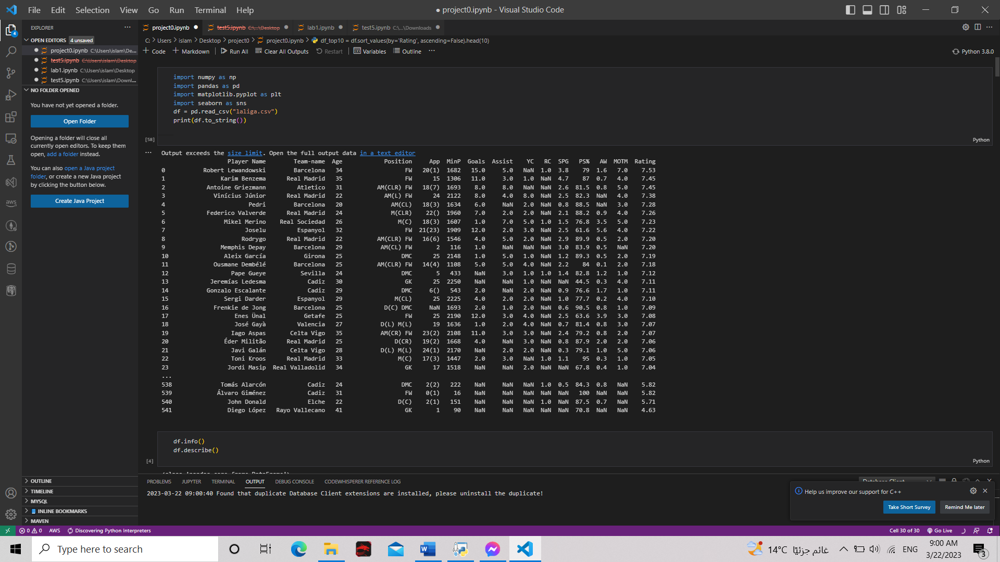 File Edit Selection View Go Run Terminal Help
● project0.ipynb - Visual Studio Code
EXPLORER
OPEN EDITORS 4 unsaved
project0.ipynb C:\Users\islam\De...
test5.ipynb C:\Users\islam\Desktop
lab1.ipynb C:\Users\islam\Desktop
test5.ipynb C:\Users\islam\Downl...
NO FOLDER OPENED
You have not yet opened a folder.
Open Folder
Opening a folder will close all
currently open editors. To keep them
open, add a folder instead.
You can also open a Java project
folder, or create a new Java project
by clicking the button below.
Create Java Project
OUTLINE
TIMELINE
MYSQL
INLINE BOOKMARKS
MAVEN
4
aws
project0.ipynb test5.ipynb C:\...\Desktop lab1.ipynb test5.ipynb C:\...\Downloads
C: > Users > islam > Desktop > project0 > project0.ipynb > df_top10 = df.sort_values(by='Rating', ascending=False).head(10)
+ Code + Markdown | Run All Clear All Outputs Restart | Variables Outline ...
Python 3.8.0
import numpy as np
import pandas as pd
import matplotlib.pyplot as plt
import seaborn as sns
df = pd.read_csv("laliga.csv")
print(df.to_string())
[58]
Python
... Output exceeds the size limit. Open the full output data in a text editor
Player Name Team-name Age Position App MinP Goals Assist YC RC SPG PS% AW MOTM Rating
0 Robert Lewandowski Barcelona 34 FW 20(1) 1682 15.0 5.0 NaN 1.0 3.8 79 1.6 7.0 7.53
1 Karim Benzema Real Madrid 35 FW 15 1306 11.0 3.0 1.0 NaN 4.7 87 0.7 4.0 7.45
2 Antoine Griezmann Atletico 31 AM(CLR) FW 18(7) 1693 8.0 8.0 NaN NaN 2.6 81.5 0.8 5.0 7.45
3 Vinícius Júnior Real Madrid 22 AM(L) FW 24 2122 8.0 4.0 8.0 NaN 2.5 82.3 NaN 4.0 7.38
4 Pedri Barcelona 20 AM(CL) 18(3) 1634 6.0 NaN 2.0 NaN 0.8 88.5 NaN 3.0 7.28
5 Federico Valverde Real Madrid 24 M(CLR) 22() 1960 7.0 2.0 2.0 NaN 2.1 88.2 0.9 4.0 7.26
6 Mikel Merino Real Sociedad 26 M(C) 18(3) 1607 1.0 7.0 5.0 1.0 1.5 76.8 3.5 5.0 7.23
7 Joselu Espanyol 32 FW 21(23) 1909 12.0 2.0 3.0 NaN 2.5 61.6 5.6 4.0 7.22
8 Rodrygo Real Madrid 22 AM(CLR) FW 16(6) 1546 4.0 5.0 2.0 NaN 2.9 89.9 0.5 2.0 7.20
9 Memphis Depay Barcelona 29 AM(CL) FW 2 116 1.0 NaN NaN NaN 3.0 83.9 0.5 NaN 7.20
10 Aleix García Girona 25 DMC 25 2148 1.0 5.0 1.0 NaN 1.2 89.3 0.5 2.0 7.19
11 Ousmane Dembélé Barcelona 25 AM(CLR) FW 14(4) 1108 5.0 5.0 4.0 NaN 2.2 84 0.1 2.0 7.18
12 Pape Gueye Sevilla 24 DMC 5 433 NaN 3.0 1.0 1.0 1.4 82.8 1.2 1.0 7.12
13 Jeremías Ledesma Cadiz 30 GK 25 2250 NaN NaN 1.0 NaN NaN 44.5 0.3 4.0 7.11
14 Gonzalo Escalante Cadiz 29 DMC 6() 543 2.0 NaN 2.0 NaN 0.9 76.6 1.7 1.0 7.11
15 Sergi Darder Espanyol 29 M(CL) 25 2225 4.0 2.0 2.0 NaN 1.0 77.7 0.2 4.0 7.10
16 Frenkie de Jong Barcelona 25 D(C) DMC NaN 1693 2.0 1.0 2.0 NaN 0.6 90.5 0.8 1.0 7.09
17 Enes Ünal Getafe 25 FW 25 2190 12.0 3.0 4.0 NaN 2.5 63.6 3.9 3.0 7.08
18 José Gayà Valencia 27 D(L) M(L) 19 1636 1.0 2.0 4.0 NaN 0.7 81.4 0.8 3.0 7.07
19 Iago Aspas Celta Vigo 35 AM(CR) FW 23(2) 2108 11.0 3.0 3.0 NaN 2.4 79.2 0.8 2.0 7.07
20 Éder Militão Real Madrid 25 D(CR) 19(2) 1668 4.0 NaN 3.0 NaN 0.8 87.9 2.0 2.0 7.06
21 Javi Galán Celta Vigo 28 D(L) M(L) 24(1) 2170 NaN 2.0 2.0 NaN 0.3 79.1 1.0 5.0 7.06
22 Toni Kroos Real Madrid 33 M(C) 17(3) 1447 2.0 3.0 NaN 1.0 1.1 95 0.3 1.0 7.05
23 Jordi Masip Real Valladolid 34 GK 17 1518 NaN NaN 2.0 NaN NaN 67.8 0.4 1.0 7.04
...
538 Tomás Alarcón Cadiz 24 DMC 2(2) 222 NaN NaN NaN 1.0 0.5 84.3 0.8 NaN 5.82
539 Álvaro Giménez Cadiz 31 FW 0(1) 16 NaN NaN NaN NaN NaN 100 NaN NaN 5.82
540 John Donald Elche 22 D(C) 2(1) 151 NaN NaN NaN 1.0 NaN 87.5 0.7 NaN 5.71
541 Diego López Rayo Vallecano 41 GK 1 90 NaN NaN NaN NaN NaN 70.8 NaN NaN 4.63
df.info()
df.describe()
[4]
Python
PROBLEMS JUPYTER TERMINAL OUTPUT DEBUG CONSOLE CODEWHISPERER REFERENCE LOG
2023-03-22 09:00:40 Found that duplicate Database Client extensions are installed, please uninstall the duplicate!
Help us improve our support for C++
Take Short Survey Remind Me later
0 0 AWS Discovering Python Interpreters
Cell 30 of 30 Go Live
Type here to search
14°C غائم جزئيًا ENG 9:00 AM
3/22/2023
3